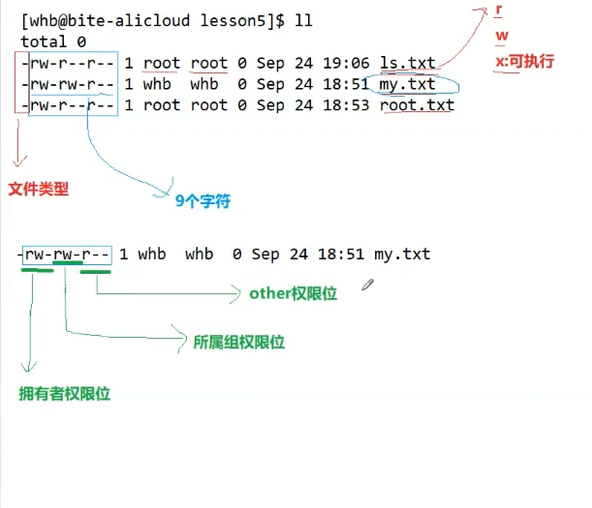 [whb@bite-alicloud lesson5]$ ll
total 0
-rw-r--r-- 1 root root 0 Sep 24 19:06 ls.txt
-rw-rw-r-- 1 whb whb 0 Sep 24 18:51 my.txt
-rw-r--r-- 1 root root 0 Sep 24 18:53 root.txt
r
w
x:可执行
文件类型
9个字符
-rw-rw-r-- 1 whb whb 0 Sep 24 18:51 my.txt
other权限位
所属组权限位
拥有者权限位